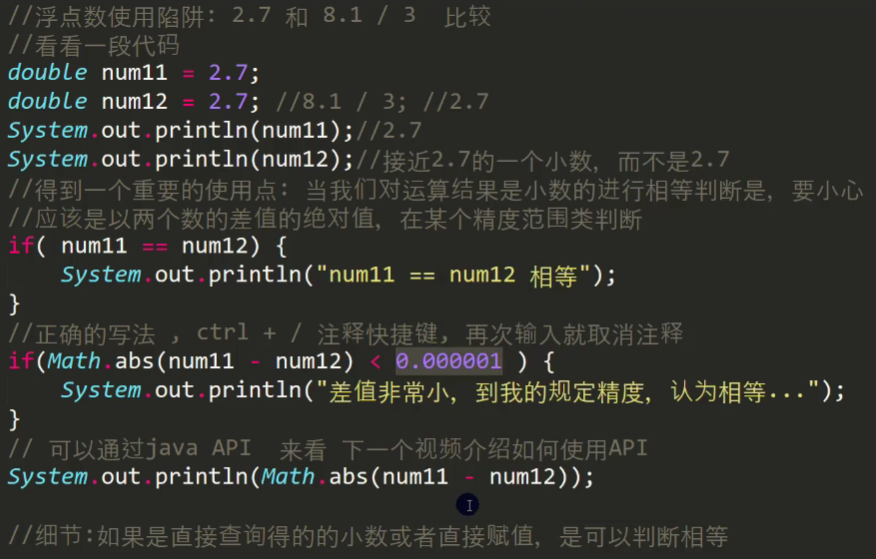 //浮点数使用陷阱: 2.7 和 8.1 / 3  比较
//看看一段代码
double num11 = 2.7;
double num12 = 2.7; //8.1 / 3; //2.7
System.out.println(num11);//2.7
System.out.println(num12);//接近2.7的一个小数，而不是2.7
//得到一个重要的使用点: 当我们对运算结果是小数的进行相等判断是，要小心
//应该是以两个数的差值的绝对值，在某个精度范围类判断
if( num11 == num12) {
    System.out.println("num11 == num12 相等");
}
//正确的写法 , ctrl + / 注释快捷键, 再次输入就取消注释
if(Math.abs(num11 - num12) < 0.000001 ) {
    System.out.println("差值非常小，到我的规定精度，认为相等...");
}
// 可以通过java API  来看 下一个视频介绍如何使用API
System.out.println(Math.abs(num11 - num12));
//细节:如果是直接查询得的的小数或者直接赋值，是可以判断相等